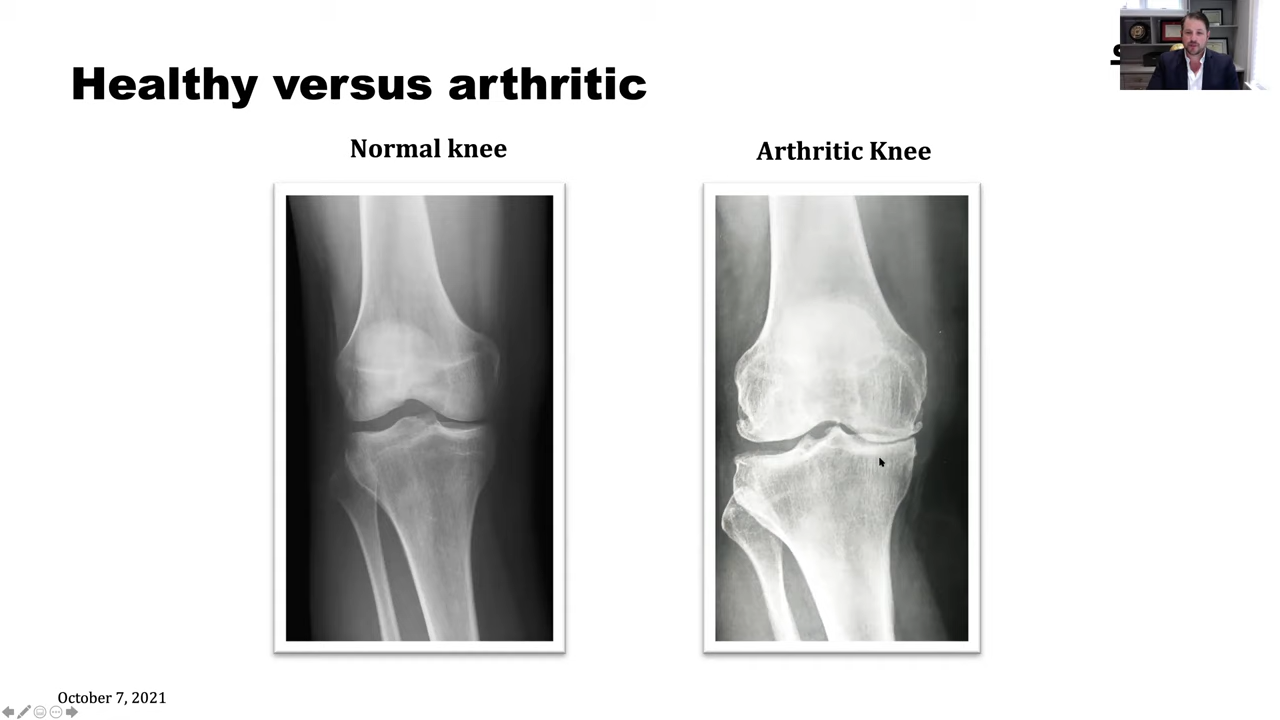 Healthy versus arthritic
Normal knee
Arthritic Knee
October 7, 2021